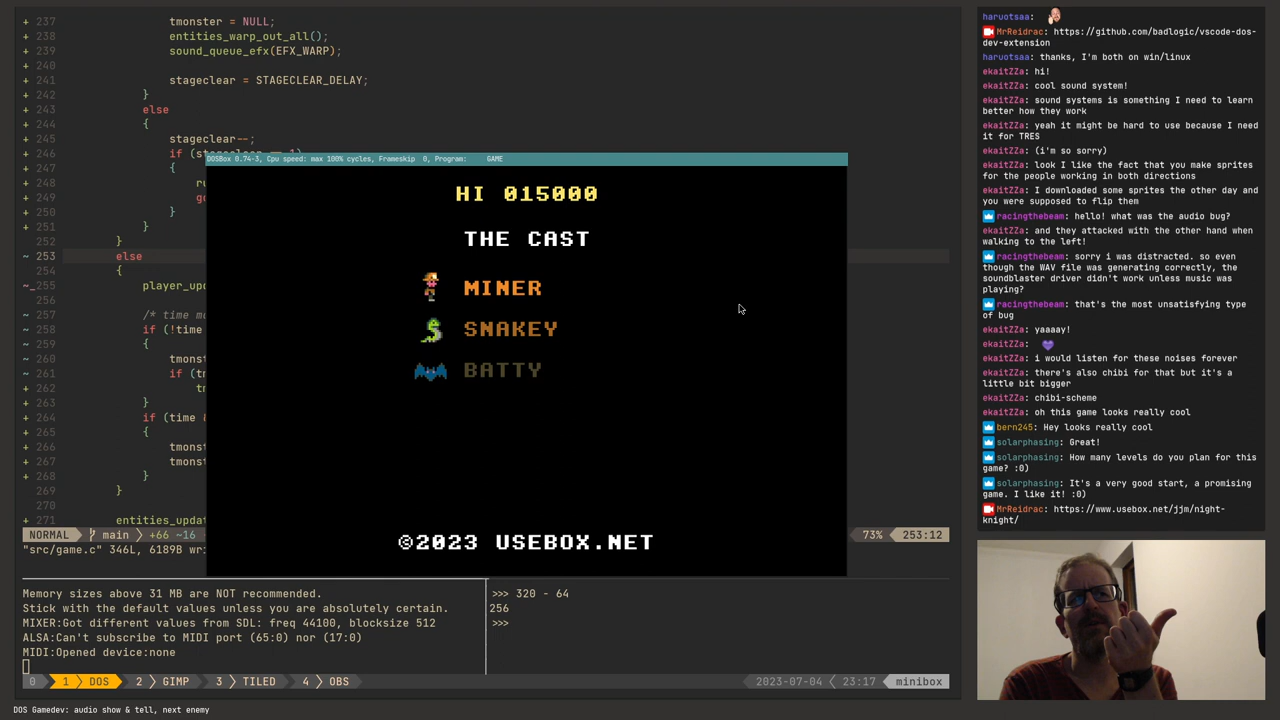 + 237 tmonster = NULL;
+ 238 entities_warp_out_all();
+ 239 sound_queue_efx(EFX_WARP);
+ 240
+ 241 stageclear = STAGECLEAR_DELAY;
+ 242 }
+ 243 else
+ 244 {
+ 245 stageclear--;
+ 246 if (stageclear == 1)
+ 247 {
+ 248
+ 249
+ 250 }
+ 251 }
252 }
~ 253 else
254 {
~_ 255 player_upd
256
~ 257 /* time
~ 258 if (!time
~ 259 {
~ 260 tmonst
~ 261 if (
+ 262
+ 263 }
+ 264 if (time
+ 265 {
+ 266 tmonst
+ 267 tmonst
+ 268 }
269 }
270
+ 271 entities_updat
NORMAL main +66 ~16
73% 253:12
"src/game.c" 346L, 6189B wri
DOSBox 0.74-3, Cpu speed: max 100% cycles, Frameskip 0, Program: GAME
HI 015000
THE CAST
MINER
SNAKEY
BATTY
©2023 USEBOX.NET
Memory sizes above 31 MB are NOT recommended.
Stick with the default values unless you are absolutely certain.
MIXER:Got different values from SDL: freq 44100, blocksize 512
ALSA:Can't subscribe to MIDI port (65:0) nor (17:0)
MIDI:Opened device:none
>>> 320 - 64
256
>>>
0 1 DOS 2 GIMP 3 TILED 4 OBS 2023-07-04 23:17 minibox
DOS Gamedev: audio show & tell, next enemy
haruotsaa:
MrReidrac: https://github.com/badlogic/vscode-dos-
dev-extension
haruotsaa: thanks, I'm both on win/linux
ekaitZZa: hi!
ekaitZZa: cool sound system!
ekaitZZa: sound systems is something I need to learn
better how they work
ekaitZZa: yeah it might be hard to use because I need
it for TRES
ekaitZZa: (i'm so sorry)
ekaitZZa: look I like the fact that you make sprites
for the people working in both directions
ekaitZZa: I downloaded some sprites the other day and
you were supposed to flip them
racingthebeam: hello! what was the audio bug?
ekaitZZa: and they attacked with the other hand when
walking to the left!
racingthebeam: sorry i was distracted. so even
though the WAV file was generating correctly, the
soundblaster driver didn't work unless music was
playing?
racingthebeam: that's the most unsatisfying type
of bug
ekaitZZa: yaaaay!
ekaitZZa:
ekaitZZa: i would listen for these noises forever
ekaitZZa: there's also chibi for that but it's a
little bit bigger
ekaitZZa: chibi-scheme
ekaitZZa: oh this game looks really cool
bern245: Hey looks really cool
solarphasing: Great!
solarphasing: How many levels do you plan for this
game? :0)
solarphasing: It's a very good start, a promising
game. I like it! :0)
MrReidrac: https://www.usebox.net/jjm/night-
knight/